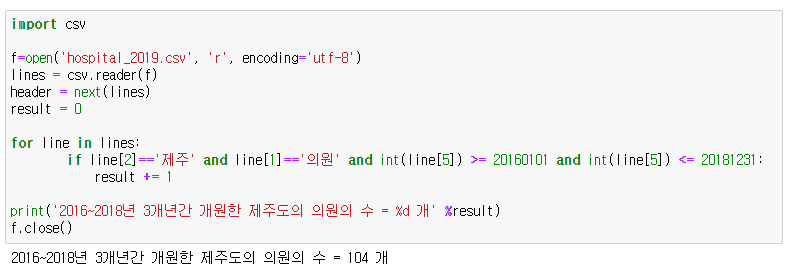 import csv
f=open('hospital_2019.csv', 'r', encoding='utf-8')
lines = csv.reader(f)
header = next(lines)
result = 0
for line in lines:
if line[2]=='제주' and line[1]=='의원' and int(line[5]) >= 20160101 and int(line[5]) <= 20181231:
result += 1
print('2016~2018년 3개년간 개원한 제주도의 의원의 수 = %d 개' %result)
f.close()
2016~2018년 3개년간 개원한 제주도의 의원의 수 = 104 개